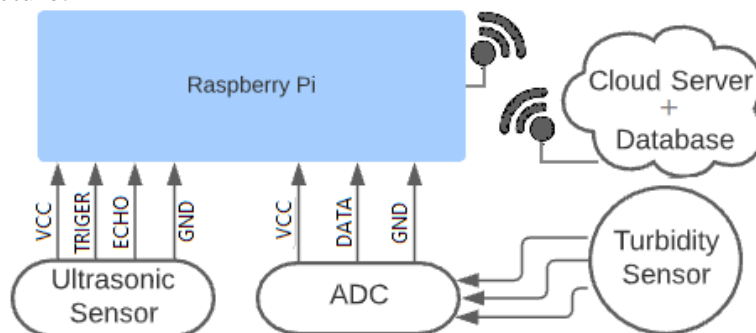 Raspberry Pi
Cloud Server
+
Database
VCC
TRIGER
ECHO
GND
VCC
DATA
GND
Turbidity
Sensor
Ultrasonic
Sensor
ADC